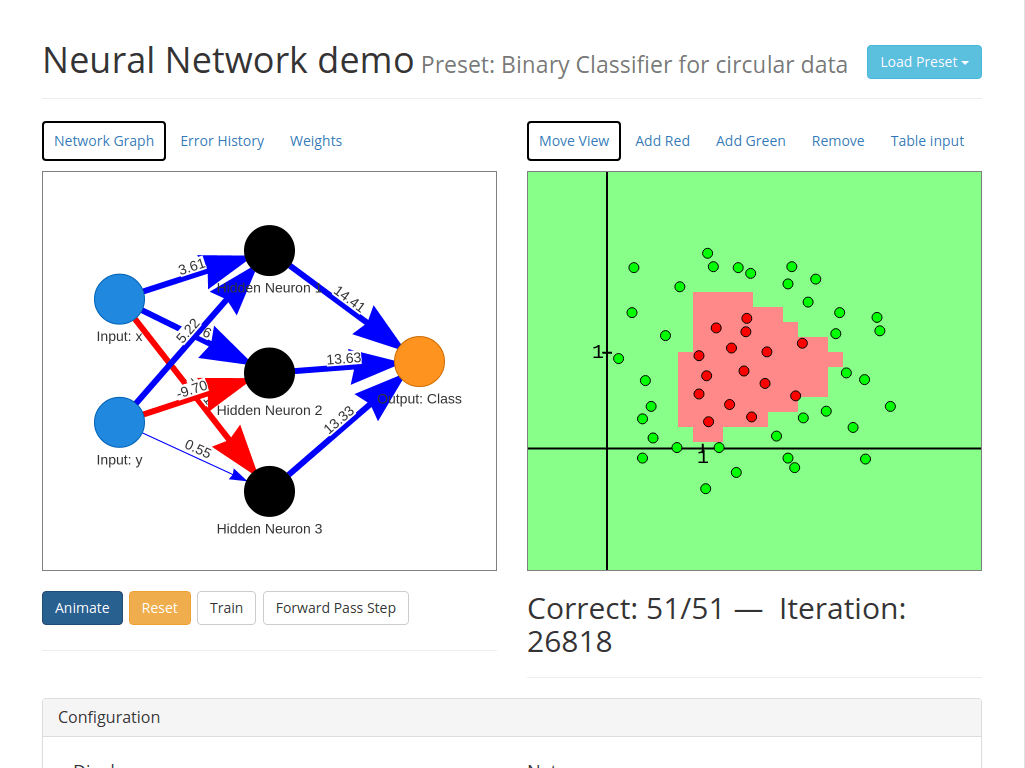 Neural Network demo Preset: Binary Classifier for circular data
Load Preset
Network Graph Error History Weights
Move View Add Red Add Green Remove Table input
3.61
Hidden Neuron
14.41
Input: x
5.22
6
13.63
Output: Class
-9.70
Hidden Neuron 2
13.33
Input: y
0.55
Hidden Neuron 3
1
1
Animate Reset Train Forward Pass Step
Correct: 51/51 — Iteration:
26818
Configuration